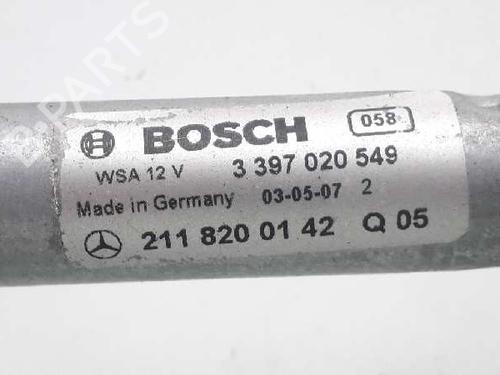 B-PARTS
BOSCH 058
WSA 12 V 3 397 020 549
Made in Germany 03-05-07 2
211 820 01 42 Q 05